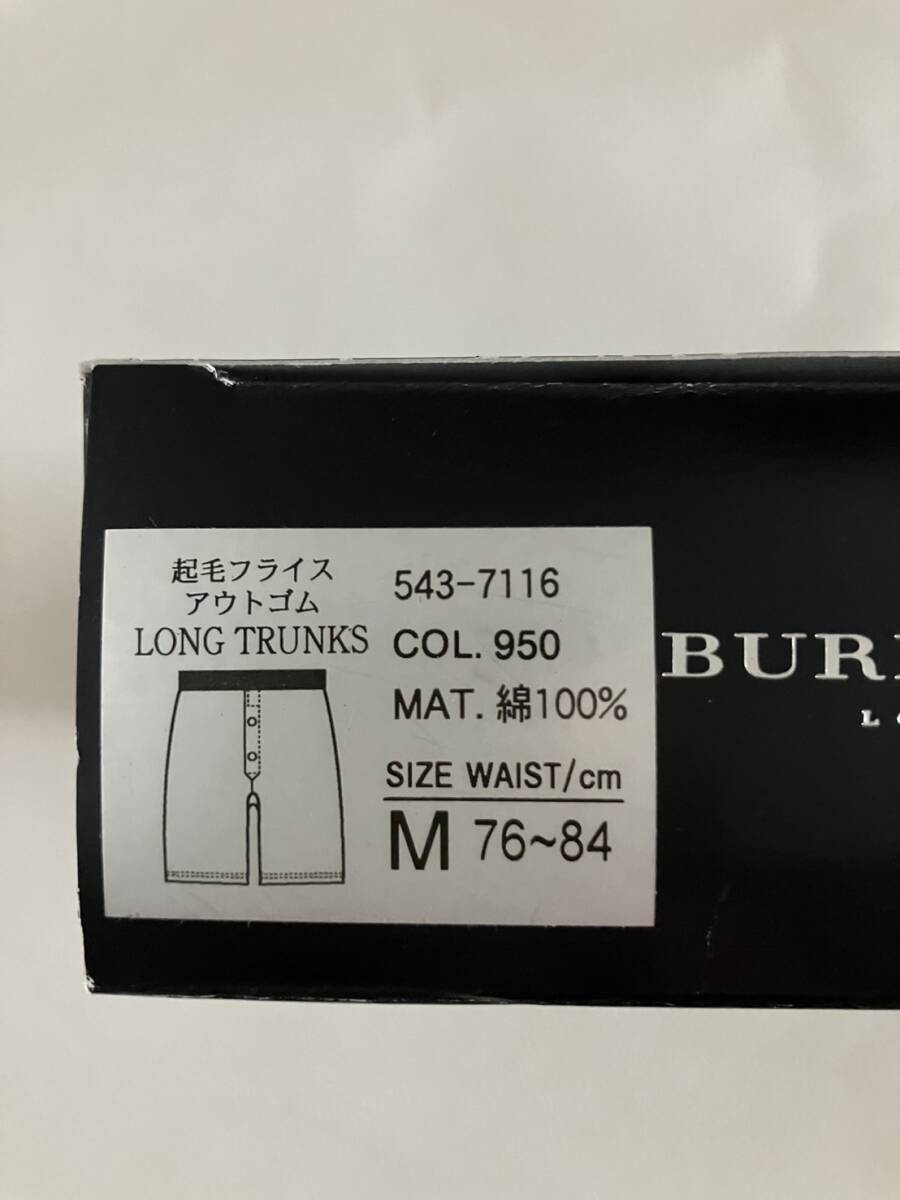 起毛フライス
アウトゴム
LONG TRUNKS
543-7116
COL. 950
MAT. 綿100%
SIZE WAIST/cm
M 76~84
BUR
L